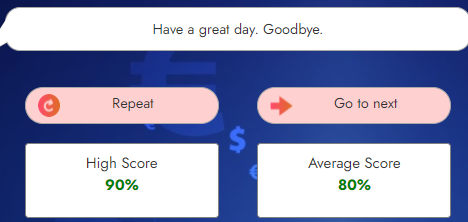 Have a great day. Goodbye.
Repeat
Go to next
High Score
90%
Average Score
80%